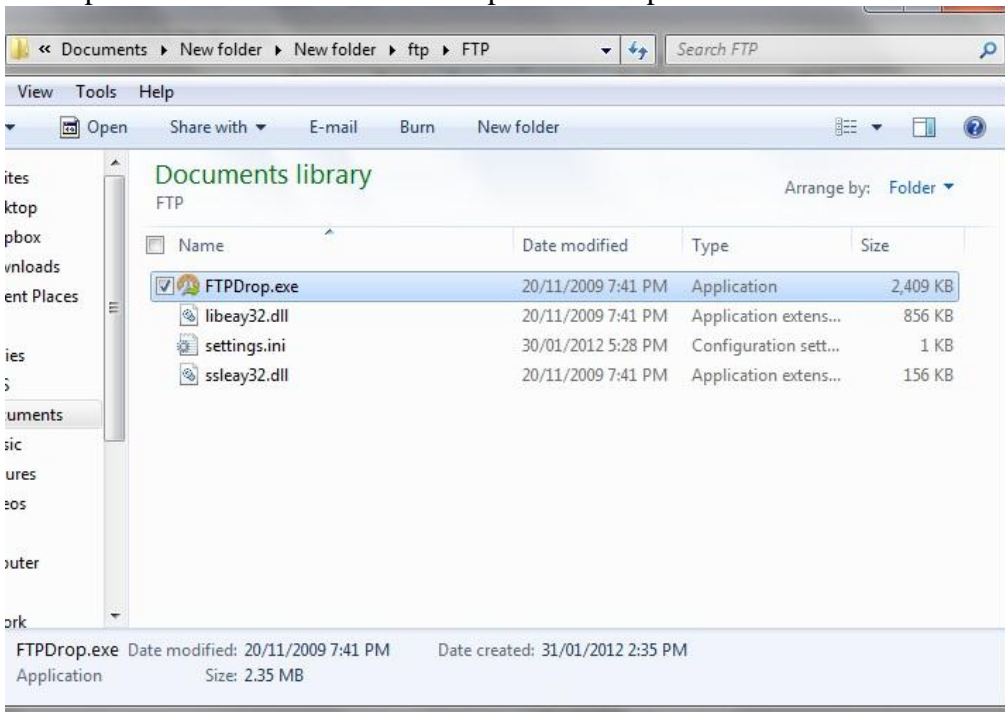 « Documents ▸ New folder ▸ New folder ▸ ftp ▸ FTP Search FTP
View Tools Help
Open Share with E-mail Burn New folder
Documents library
FTP
Arrange by: Folder
Name Date modified Type Size
FTPDrop.exe 20/11/2009 7:41 PM Application 2,409 KB
libeay32.dll 20/11/2009 7:41 PM Application extens... 856 KB
settings.ini 30/01/2012 5:28 PM Configuration sett... 1 KB
ssleay32.dll 20/11/2009 7:41 PM Application extens... 156 KB
ites
ktop
pbox
vnloads
ent Places
ies
uments
sic
ures
eos
outer
ork
FTPDrop.exe Date modified: 20/11/2009 7:41 PM Date created: 31/01/2012 2:35 PM
Application Size: 2.35 MB